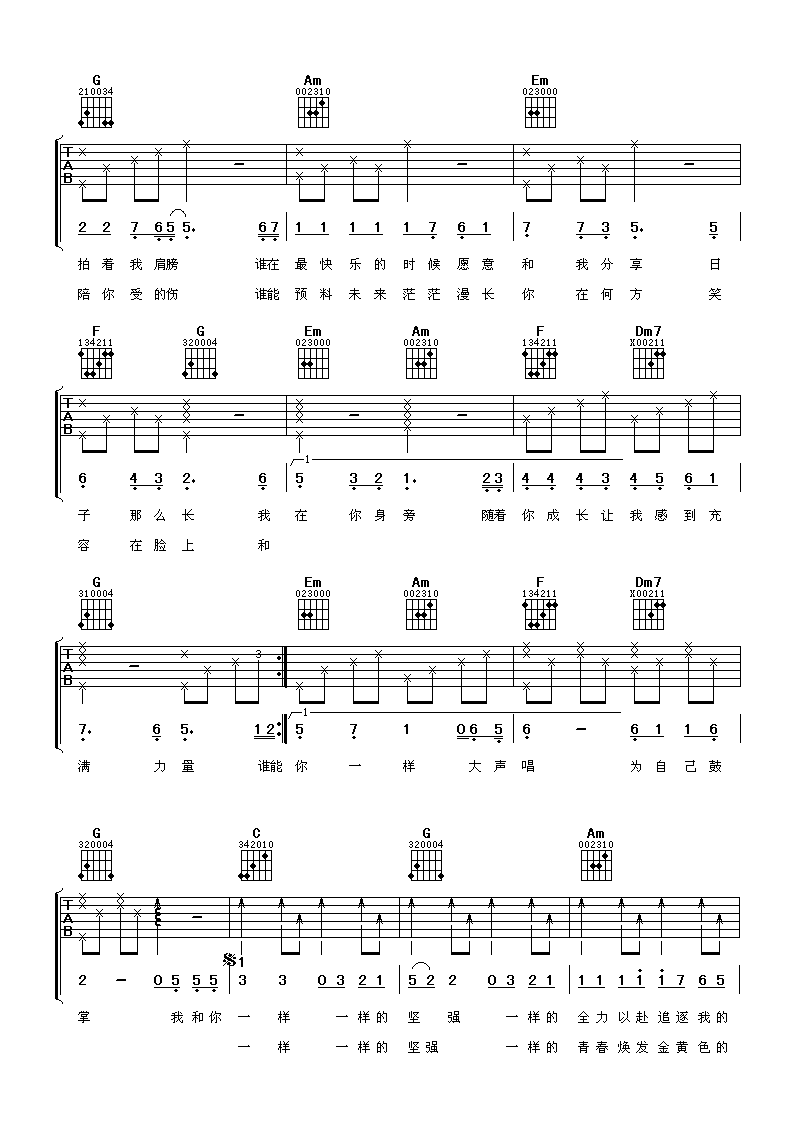 G Am Em
210034 002310 023000
T
A
B
2 2 7 6 5 5. 6 7 1 1 1 1 1 7 6 1 7 7 3 5. 5
拍着我肩膀 谁在最快乐的时候愿意和我分享 日
陪你受的伤 谁能预料未来茫茫漫长你在何方 笑
F G Em Am F Dm7
134211 320004 023000 002310 134211 X00211
T
A
B
1
6 4 3 2. 6 5 3 2 1. 2 3 4 4 4 3 4 5 6 1
子 那么长 我在你身旁 随着你成长让我感到充
容 在脸上 和
G Em Am F Dm7
310004 023000 002310 134211 X00211
T
A
B
3
1
7. 6 5. 1 2 5 7 1 0 6 5 6 - 6 1 1 6
满 力量 谁能你一样 大声唱 为自己鼓
G C G Am
320004 342010 320004 002310
T
A
B
1
2 - 0 5 5 5 3 3 0 3 2 1 5 2 2 0 3 2 1 1 1 1 1 1 7 6 5
掌 我和你一样 一样的坚强 一样的全力以赴追逐我的
一样 一样的坚强 一样的青春焕发金黄色的